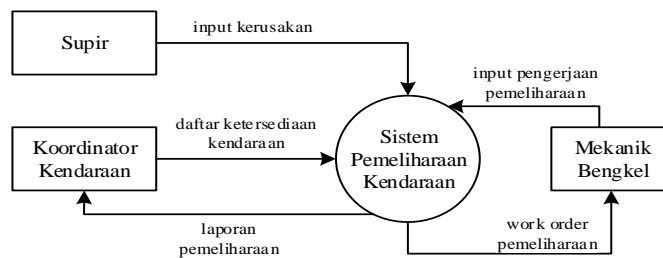 Supir
input kerusakan
input pengerjaan
pemeliharaan
daftar ketersediaan
kendaraan
Koordinator
Kendaraan
Sistem
Pemeliharaan
Kendaraan
Mekanik
Bengkel
laporan
pemeliharaan
work order
pemeliharaan